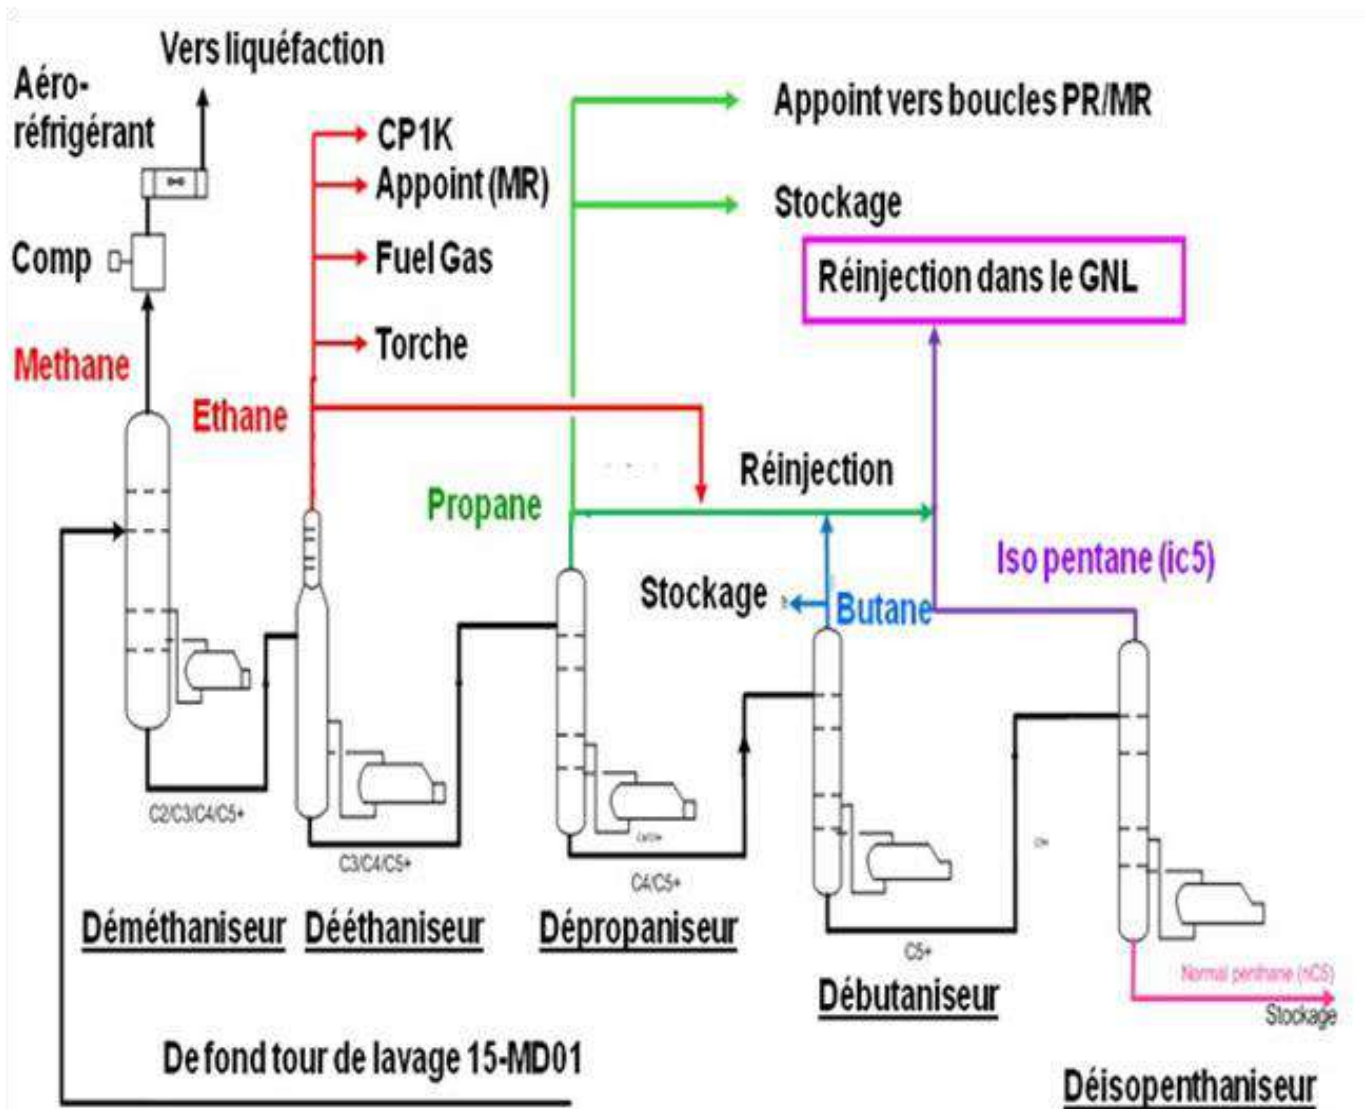 Vers liquéfaction
Aéro-
réfrigérant
Comp
Methane
CP1K
Appoint (MR)
Fuel Gas
Torche
Ethane
Appoint vers boucles PR/MR
Stockage
Réinjection dans le GNL
Réinjection
Propane
Iso pentane (ic5)
Stockage
Butane
C2/C3/C4/C5+
C3/C4/C5+
C4/C5+
C5+
Déméthaniseur
Dééthaniseur
Dépropaniseur
Débutaniseur
Normal penthane (nC5)
Stockage
De fond tour de lavage 15-MD01
Déisopenthaniseur